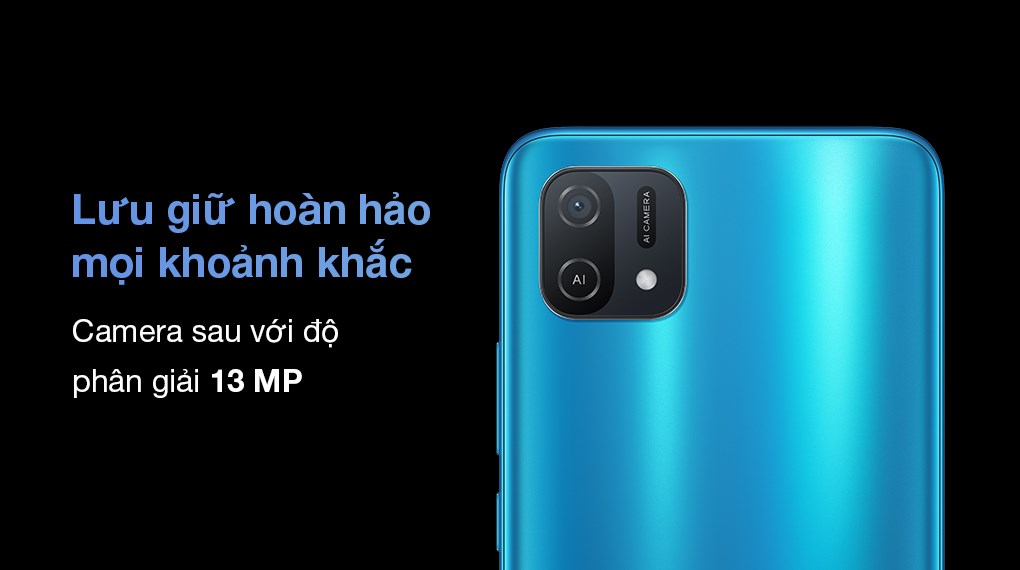 Lưu giữ hoàn hảo
mọi khoảnh khắc
Camera sau với độ
phân giải 13 MP
AI CAMERA
AI